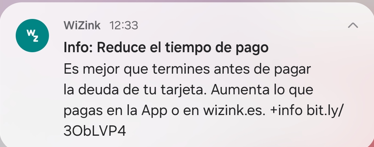 WiZink 12:33
Info: Reduce el tiempo de pago
Es mejor que termines antes de pagar
la deuda de tu tarjeta. Aumenta lo que
pagas en la App o en wizink.es. +info bit.ly/
3ObLVP4